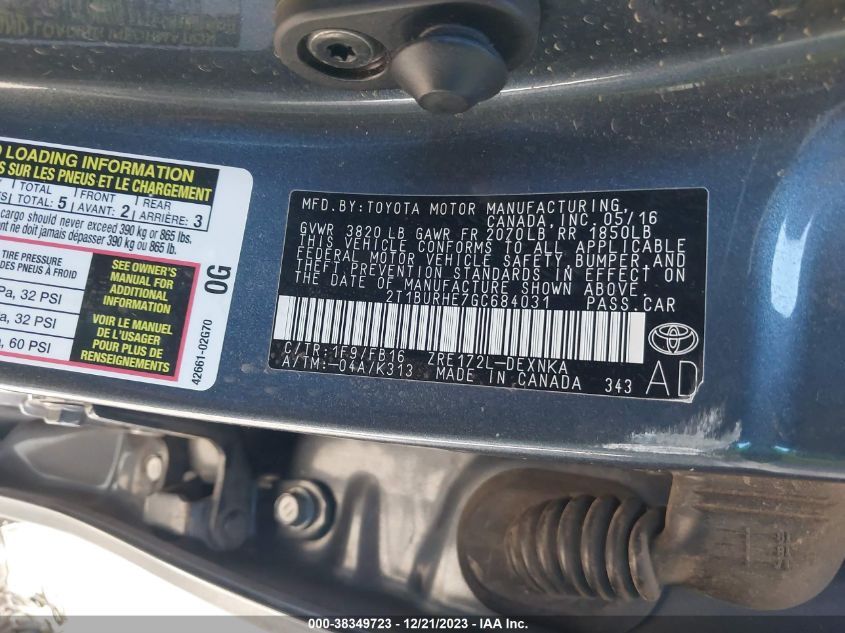 O LOADING INFORMATION
S SUR LES PNEUS ET LE CHARGEMENT
TOTAL FRONT REAR
TOTAL: 5 AVANT: 2 ARRIÈRE: 3
cargo should never exceed 390 kg or 865 lbs.
nt ne doit jamais dépasser 390 kg ou 865 lb.
TIRE PRESSURE
DES PNEUS À FROID
Pa, 32 PSI
a, 32 PSI
a, 60 PSI
SEE OWNER'S
MANUAL FOR
ADDITIONAL
INFORMATION
VOIR LE MANUEL
DE L'USAGER
POUR PLUS DE
RENSEIGNEMENTS
42661-02G70
0G
MFD. BY: TOYOTA MOTOR MANUFACTURING,
CANADA, INC. 05/16
GVWR 3820 LB GAWR FR 2070LB RR 1850LB
THIS VEHICLE CONFORMS TO ALL APPLICABLE
FEDERAL MOTOR VEHICLE SAFETY, BUMPER, AND
THEFT PREVENTION STANDARDS IN EFFECT ON
THE DATE OF MANUFACTURE SHOWN ABOVE.
2T1BURHE7GC684031 PASS. CAR
C/TR: 1F9/FB16 ZRE172L-DEXNKA
A/TM: -04A/K313 MADE IN CANADA 343
AD
000-38349723 - 12/21/2023 - IAA Inc.